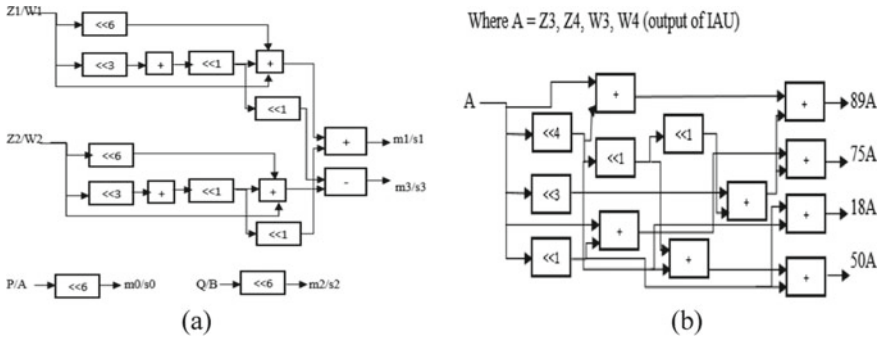 Z1/W1
<<6
<<3
+
<<1
+
<<1
Z2/W2
<<6
<<3
+
<<1
+
<<1
+
m1/s1
-
m3/s3
P/A
<<6
m0/s0
Q/B
<<6
m2/s2
(a)
Where A = Z3, Z4, W3, W4 (output of IAU)
A
+
+
89A
<<4
<<1
<<1
+
75A
<<3
+
+
18A
<<1
+
+
+
50A
(b)